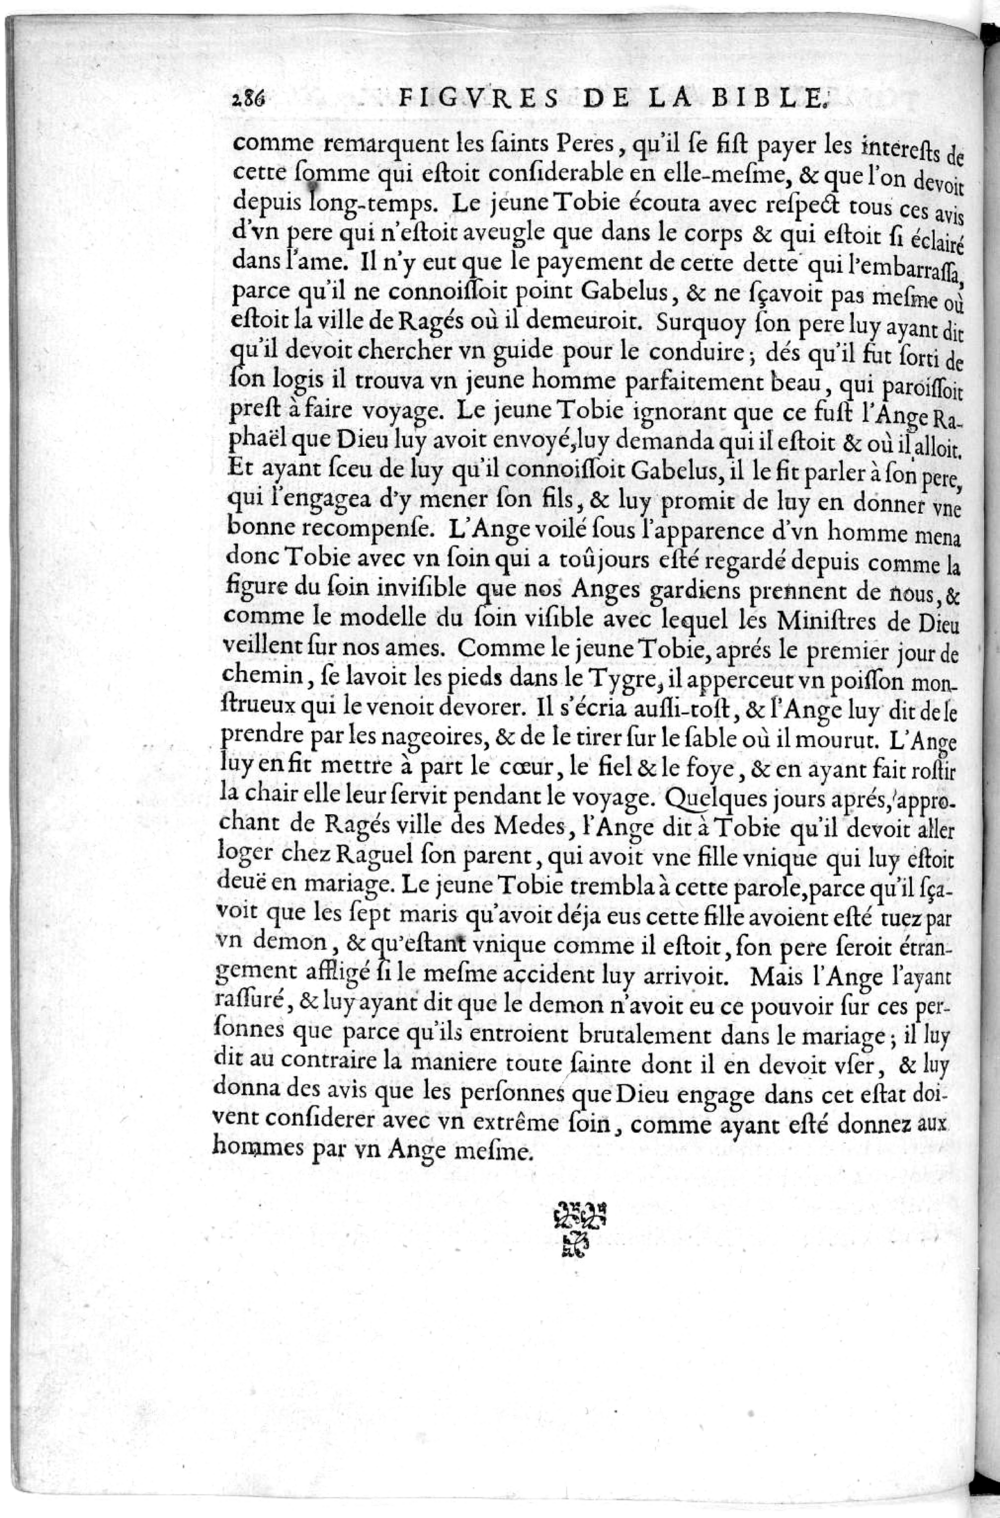 286 FIGVRES DE LA BIBLE.
comme remarquent les ſaints Peres, qu'il ſe fiſt payer les intereſts de
cette ſomme qui eſtoit conſiderable en elle-meſme, & que l'on devoit
depuis long-temps. Le jeune Tobie écouta avec reſpect tous ces avis
d'vn pere qui n'eſtoit aveugle que dans le corps & qui eſtoit ſi éclairé
dans l'ame. Il n'y eut que le payement de cette dette qui l'embarraſſa,
parce qu'il ne connoiſſoit point Gabelus, & ne ſçavoit pas meſme où
eſtoit la ville de Ragés où il demeuroit. Surquoy ſon pere luy ayant dit
qu'il devoit chercher vn guide pour le conduire; dés qu'il fut ſorti de
ſon logis il trouva vn jeune homme parfaitement beau, qui paroiſſoit
preſt à faire voyage. Le jeune Tobie ignorant que ce fuſt l'Ange Ra-
phaël que Dieu luy avoit envoyé, luy demanda qui il eſtoit & où il alloit.
Et ayant ſceu de luy qu'il connoiſſoit Gabelus, il le fit parler à ſon pere,
qui l'engagea d'y mener ſon fils, & luy promit de luy en donner vne
bonne recompenſe. L'Ange voilé ſous l'apparence d'vn homme mena
donc Tobie avec vn ſoin qui a toûjours eſté regardé depuis comme la
figure du ſoin inviſible que nos Anges gardiens prennent de nous, &
comme le modelle du ſoin viſible avec lequel les Miniſtres de Dieu
veillent ſur nos ames. Comme le jeune Tobie, aprés le premier jour de
chemin, ſe lavoit les pieds dans le Tygre, il apperceut vn poiſſon mon-
ſtrueux qui le venoit devorer. Il s'écria auſſi-toſt, & l'Ange luy dit de le
prendre par les nageoires, & de le tirer ſur le ſable où il mourut. L'Ange
luy en fit mettre à part le cœur, le fiel & le foye, & en ayant fait roſtir
la chair elle leur ſervit pendant le voyage. Quelques jours aprés, appro-
chant de Ragés ville des Medes, l'Ange dit à Tobie qu'il devoit aller
loger chez Raguel ſon parent, qui avoit vne fille vnique qui luy eſtoit
deuë en mariage. Le jeune Tobie trembla à cette parole, parce qu'il ſça-
voit que les ſept maris qu'avoit déja eus cette fille avoient eſté tuez par
vn demon, & qu'eſtant vnique comme il eſtoit, ſon pere ſeroit étran-
gement affligé ſi le meſme accident luy arrivoit. Mais l'Ange l'ayant
raſſuré, & luy ayant dit que le demon n'avoit eu ce pouvoir ſur ces per-
ſonnes que parce qu'ils entroient brutalement dans le mariage; il luy
dit au contraire la maniere toute ſainte dont il en devoit vſer, & luy
donna des avis que les perſonnes que Dieu engage dans cet eſtat doi-
vent conſiderer avec vn extrême ſoin, comme ayant eſté donnez aux
hommes par vn Ange meſme.